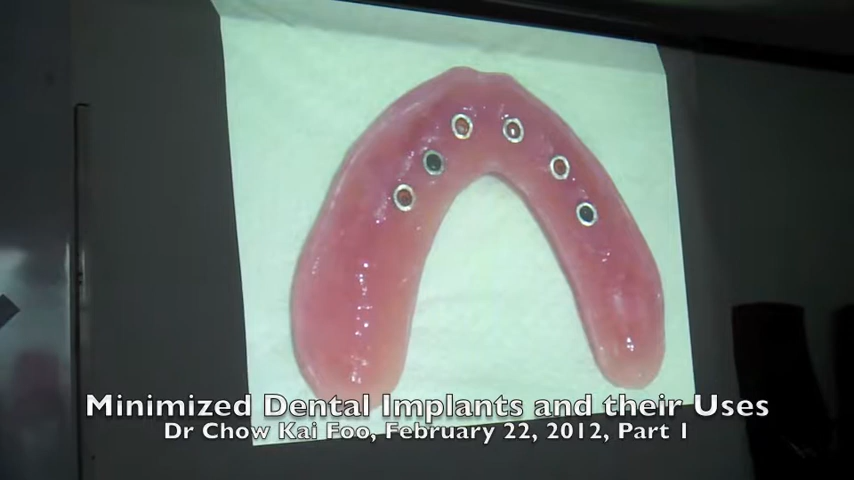 Minimized Dental Implants and their Uses
Dr Chow Kai Foo, February 22, 2012, Part 1